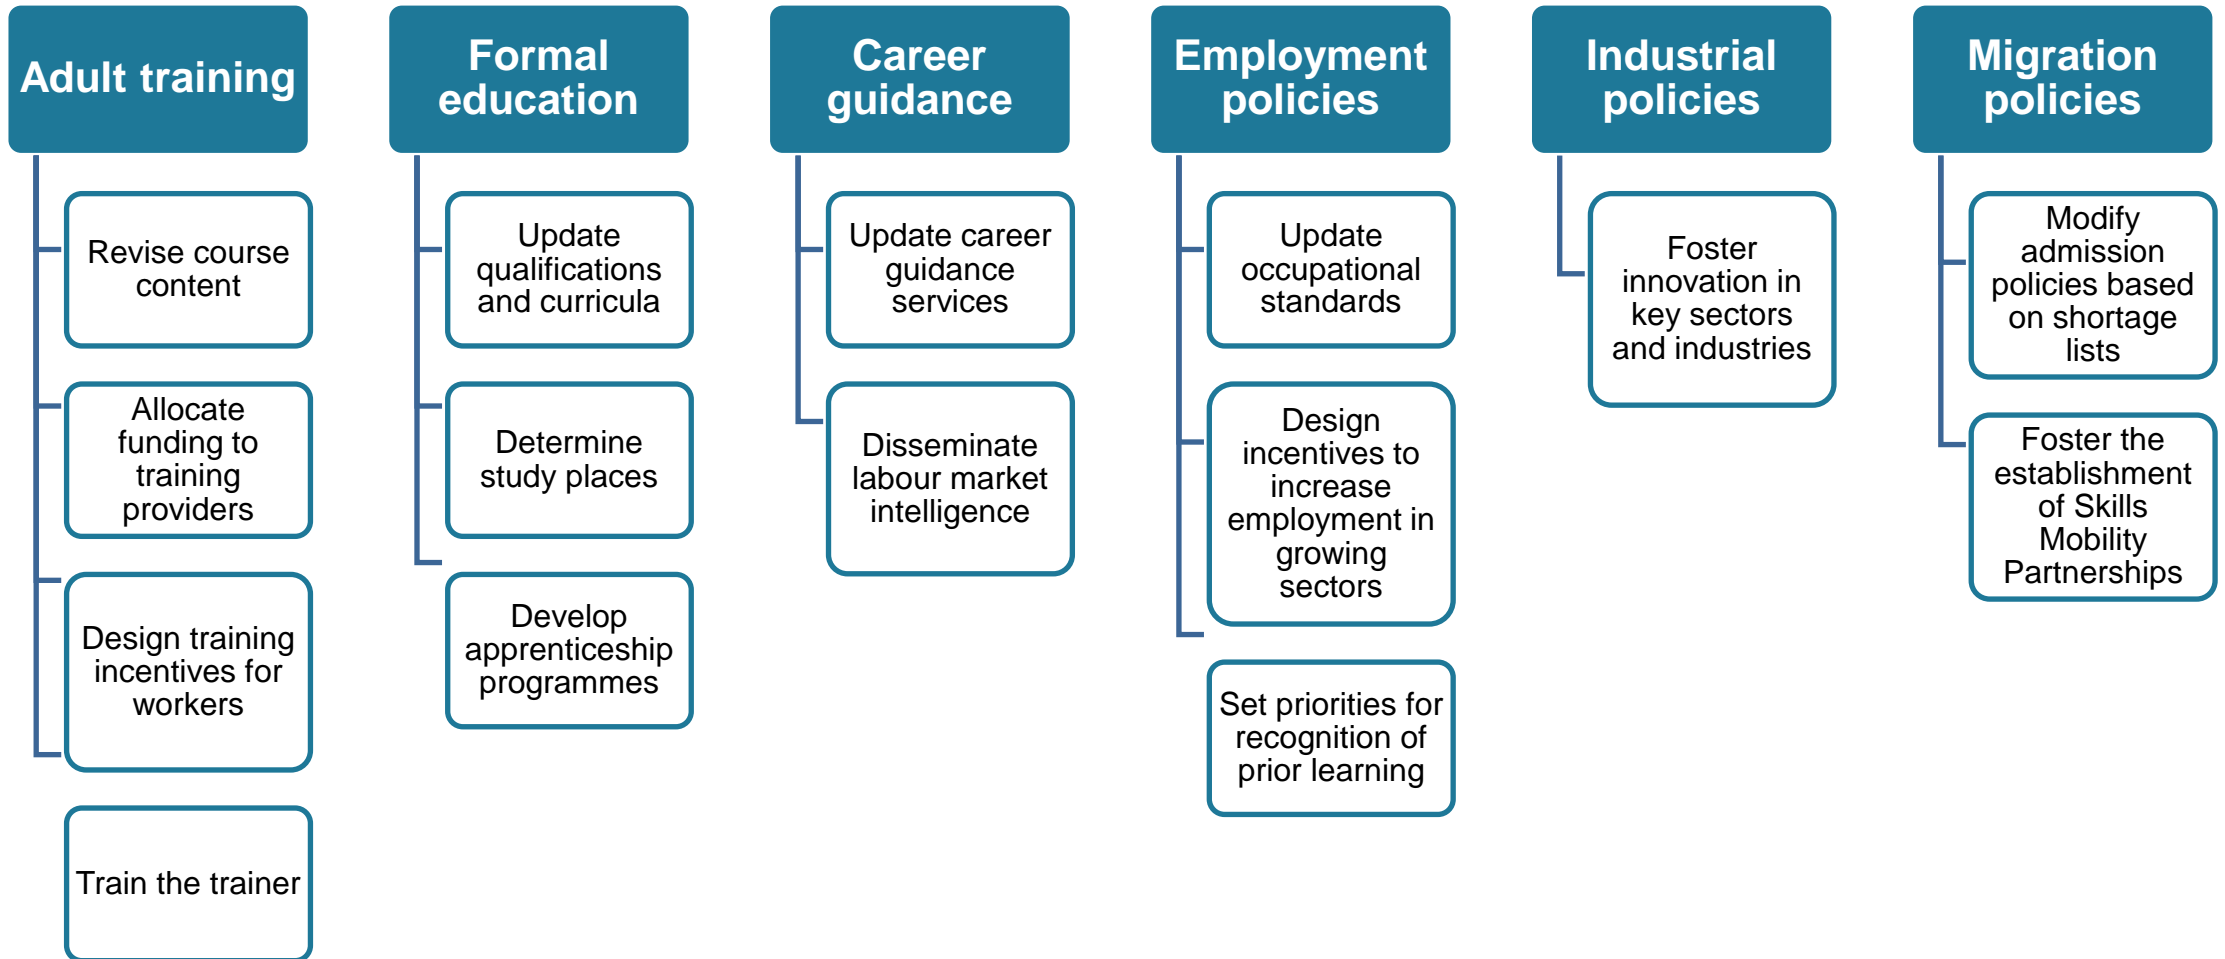 Adult training
Revise course
content
Allocate
funding to
training
providers
Design training
incentives for
workers
Train the trainer
Formal
education
Update
qualifications
and curricula
Determine
study places
Develop
apprenticeship
programmes
Career
guidance
Update career
guidance
services
Disseminate
labour market
intelligence
Employment
policies
Update
occupational
standards
Design
incentives to
increase
employment in
growing
sectors
Set priorities for
recognition of
prior learning
Industrial
policies
Foster
innovation in
key sectors
and industries
Migration
policies
Modify
admission
policies based
on shortage
lists
Foster the
establishment
of Skills
Mobility
Partnerships